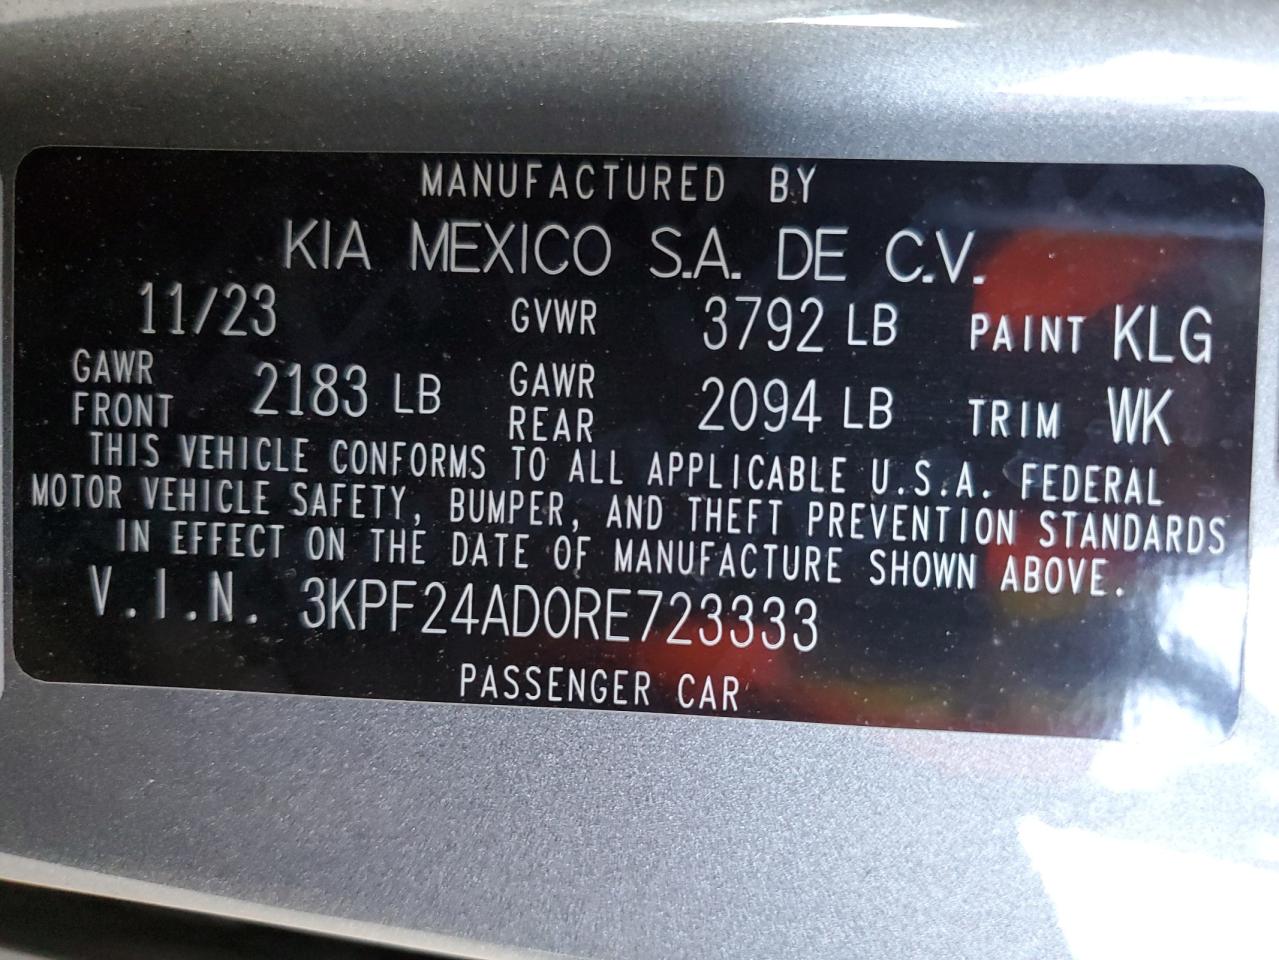 MANUFACTURED BY
KIA MEXICO S.A. DE C.V.
11/23 GVWR 3792 LB PAINT KLG
GAWR FRONT 2183 LB GAWR REAR 2094 LB TRIM WK
THIS VEHICLE CONFORMS TO ALL APPLICABLE U.S.A. FEDERAL
MOTOR VEHICLE SAFETY, BUMPER, AND THEFT PREVENTION STANDARDS
IN EFFECT ON THE DATE OF MANUFACTURE SHOWN ABOVE.
V.I.N. 3KPF24AD0RE723333
PASSENGER CAR